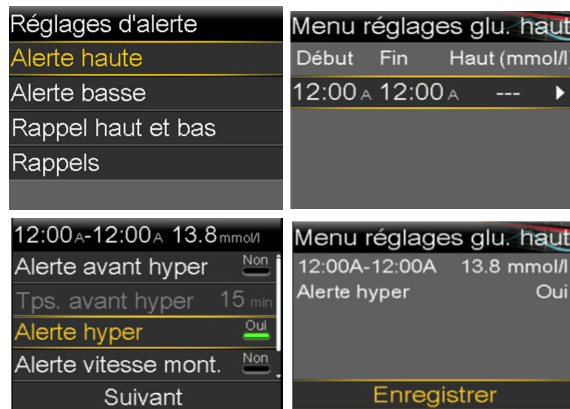 Réglages d'alerte
Alerte haute
Alerte basse
Rappel haut et bas
Rappels
Menu réglages glu. haut
Début Fin Haut (mmol/l
12:00 A 12:00 A ---
12:00A-12:00A 13.8 mmol/l
Alerte avant hyper Non
Tps. avant hyper 15 min
Alerte hyper Oui
Alerte vitesse mont. Non
Suivant
Menu réglages glu. haut
12:00A-12:00A 13.8 mmol/l
Alerte hyper Oui
Enregistrer